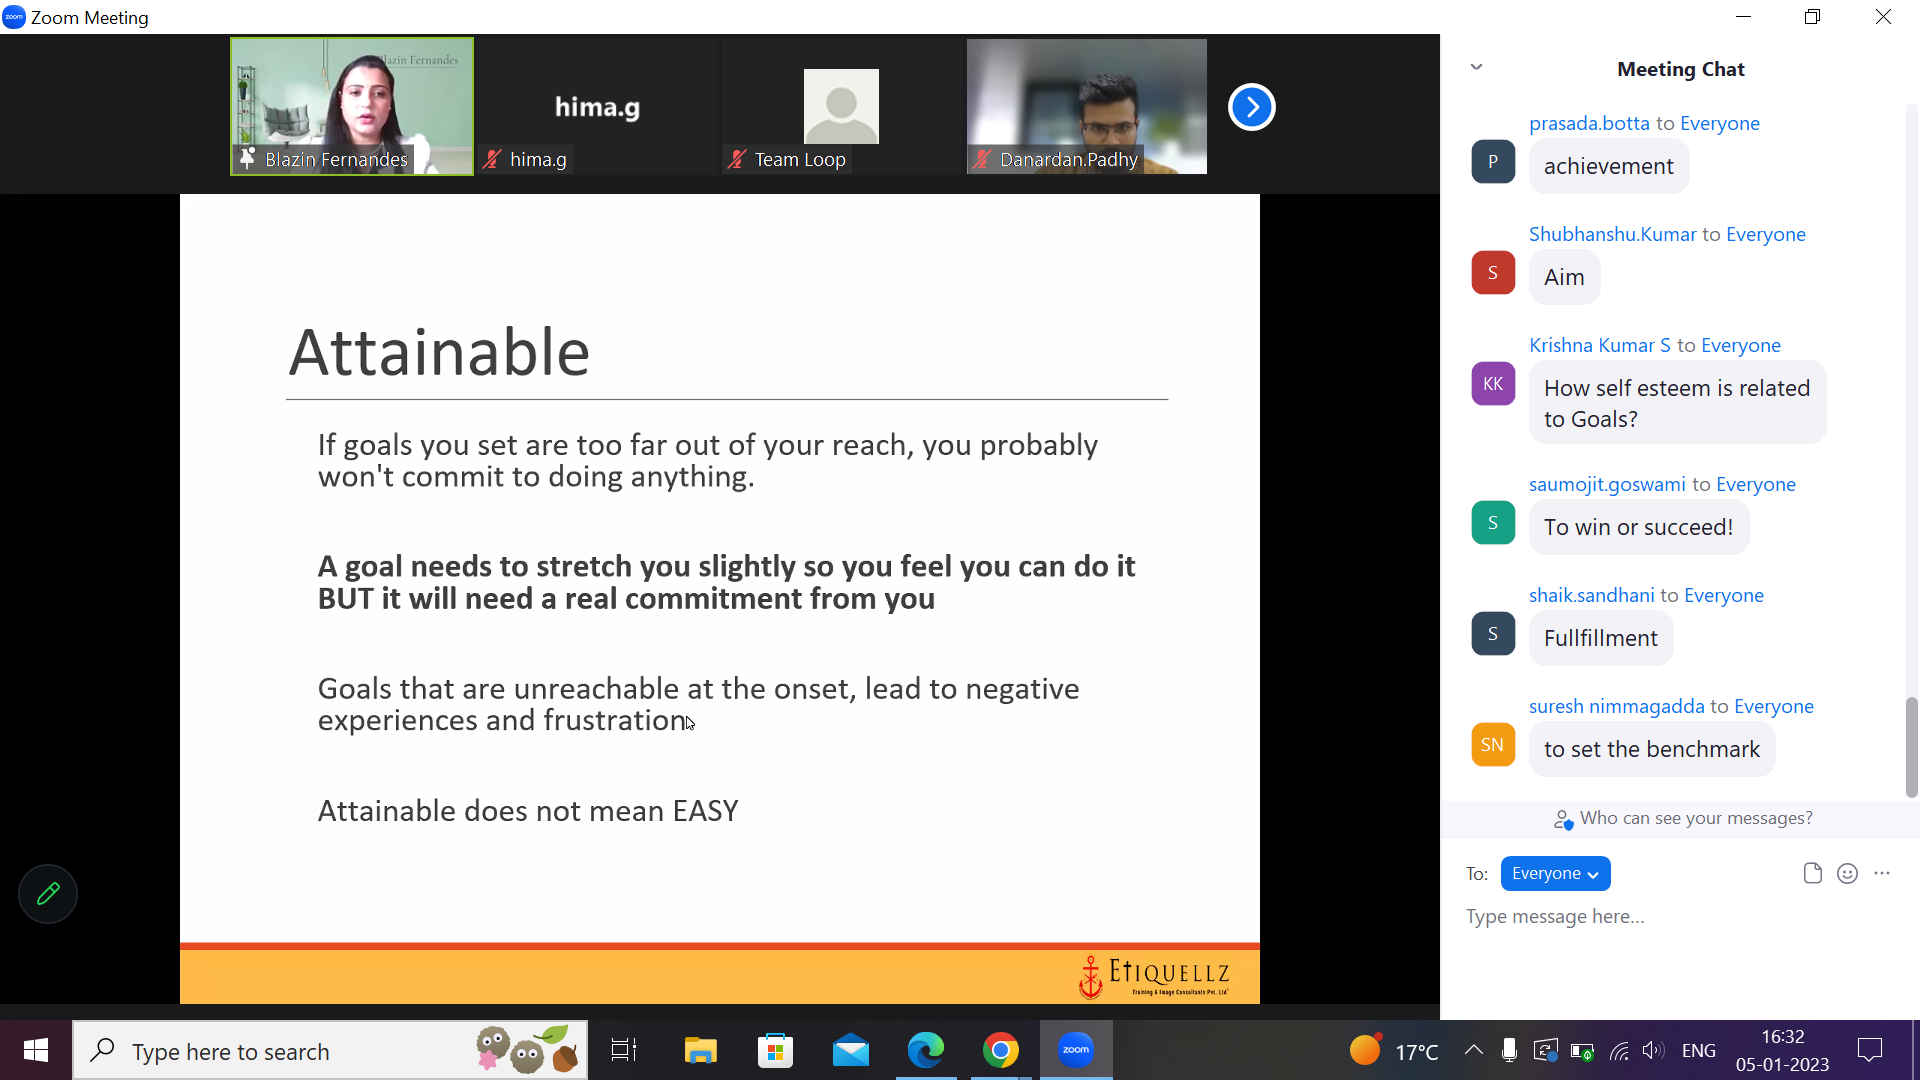 zoom Zoom Meeting
Blazin Fernandes
Blazin Fernandes
hima.g
hima.g
Team Loop
Danardan.Padhy
Attainable
If goals you set are too far out of your reach, you probably
won't commit to doing anything.
A goal needs to stretch you slightly so you feel you can do it
BUT it will need a real commitment from you
Goals that are unreachable at the onset, lead to negative
experiences and frustration
Attainable does not mean EASY
ETIQUELLZ
Training & Image Consultants Pvt. Ltd
Meeting Chat
prasada.botta to Everyone
P
achievement
Shubhanshu.Kumar to Everyone
S
Aim
Krishna Kumar S to Everyone
KK
How self esteem is related
to Goals?
saumojit.goswami to Everyone
S
To win or succeed!
shaik.sandhani to Everyone
S
Fullfillment
suresh nimmagadda to Everyone
SN
to set the benchmark
Who can see your messages?
To: Everyone
Type message here...
Type here to search
zoom
17°C
ENG
16:32
05-01-2023